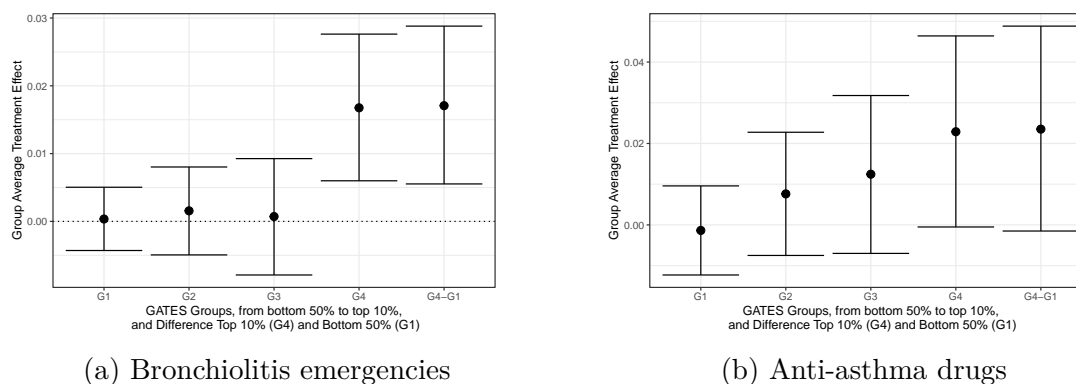 0.03
0.02
0.01
0.00
Group Average Treatment Effect
G1 G2 G3 G4 G4−G1
GATES Groups, from bottom 50% to top 10%,
and Difference Top 10% (G4) and Bottom 50% (G1)
(a) Bronchiolitis emergencies
0.04
0.02
0.00
Group Average Treatment Effect
G1 G2 G3 G4 G4−G1
GATES Groups, from bottom 50% to top 10%,
and Difference Top 10% (G4) and Bottom 50% (G1)
(b) Anti-asthma drugs